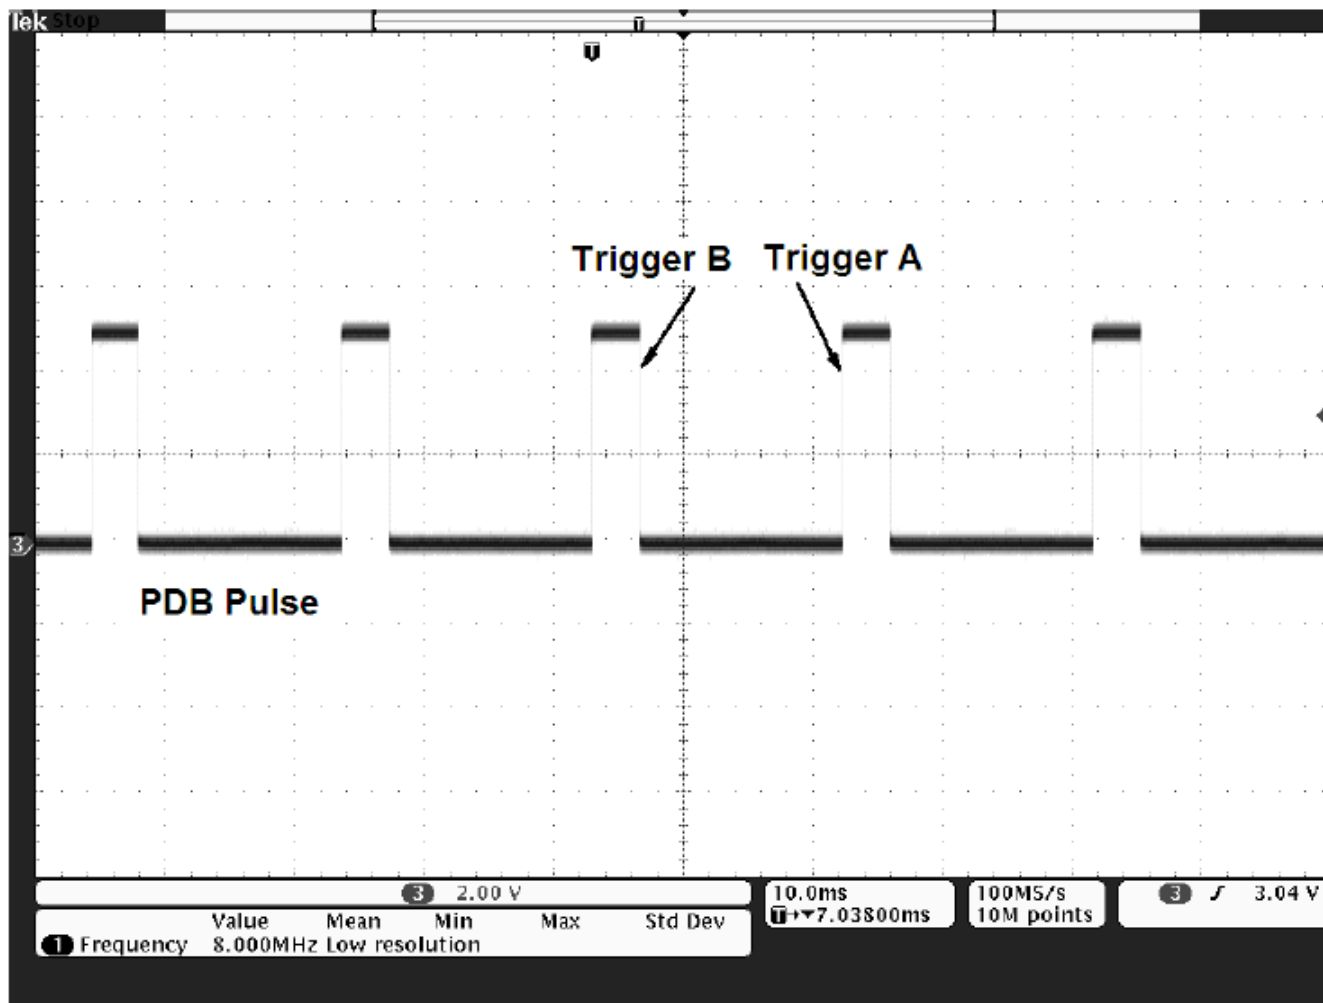 Tek Stop
T
T
Trigger B Trigger A
3
PDB Pulse
3 2.00 V
10.0ms
T→▼7.03800ms
100MS/s
10M points
3 ∫ 3.04 V
Value Mean Min Max Std Dev
1 Frequency 8.000MHz Low resolution